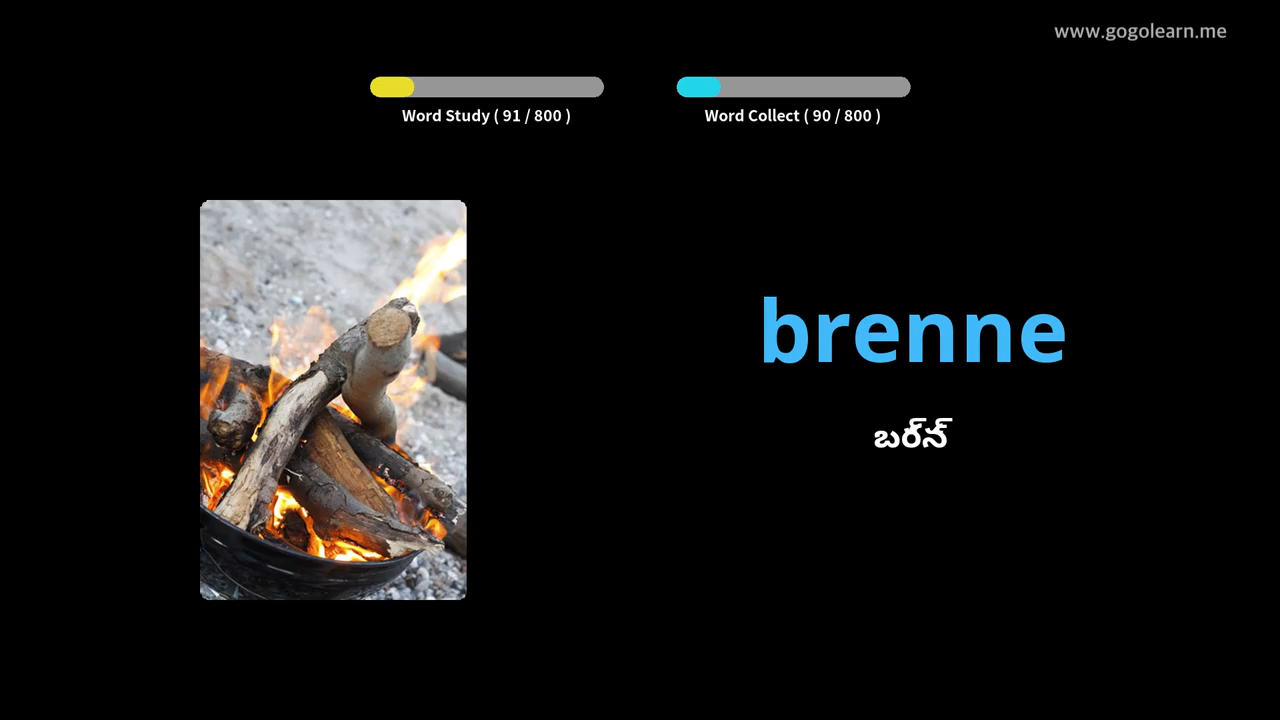 www.gogolearn.me
Word Study ( 91 / 800 )
Word Collect ( 90 / 800 )
brenne
బర్‌న్